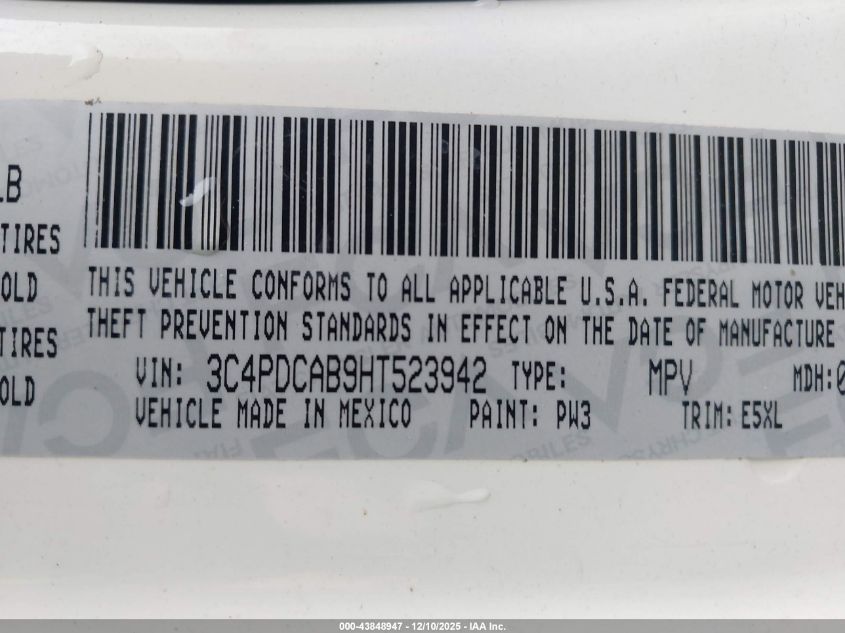 LB
TIRES
OLD
TIRES
OLD
THIS VEHICLE CONFORMS TO ALL APPLICABLE U.S.A. FEDERAL MOTOR VEH
THEFT PREVENTION STANDARDS IN EFFECT ON THE DATE OF MANUFACTURE
VIN: 3C4PDCAB9HT523942 TYPE: MPV MDH:0
VEHICLE MADE IN MEXICO PAINT: PW3 TRIM: E5XL
000-43848947 - 12/10/2025 - IAA Inc.